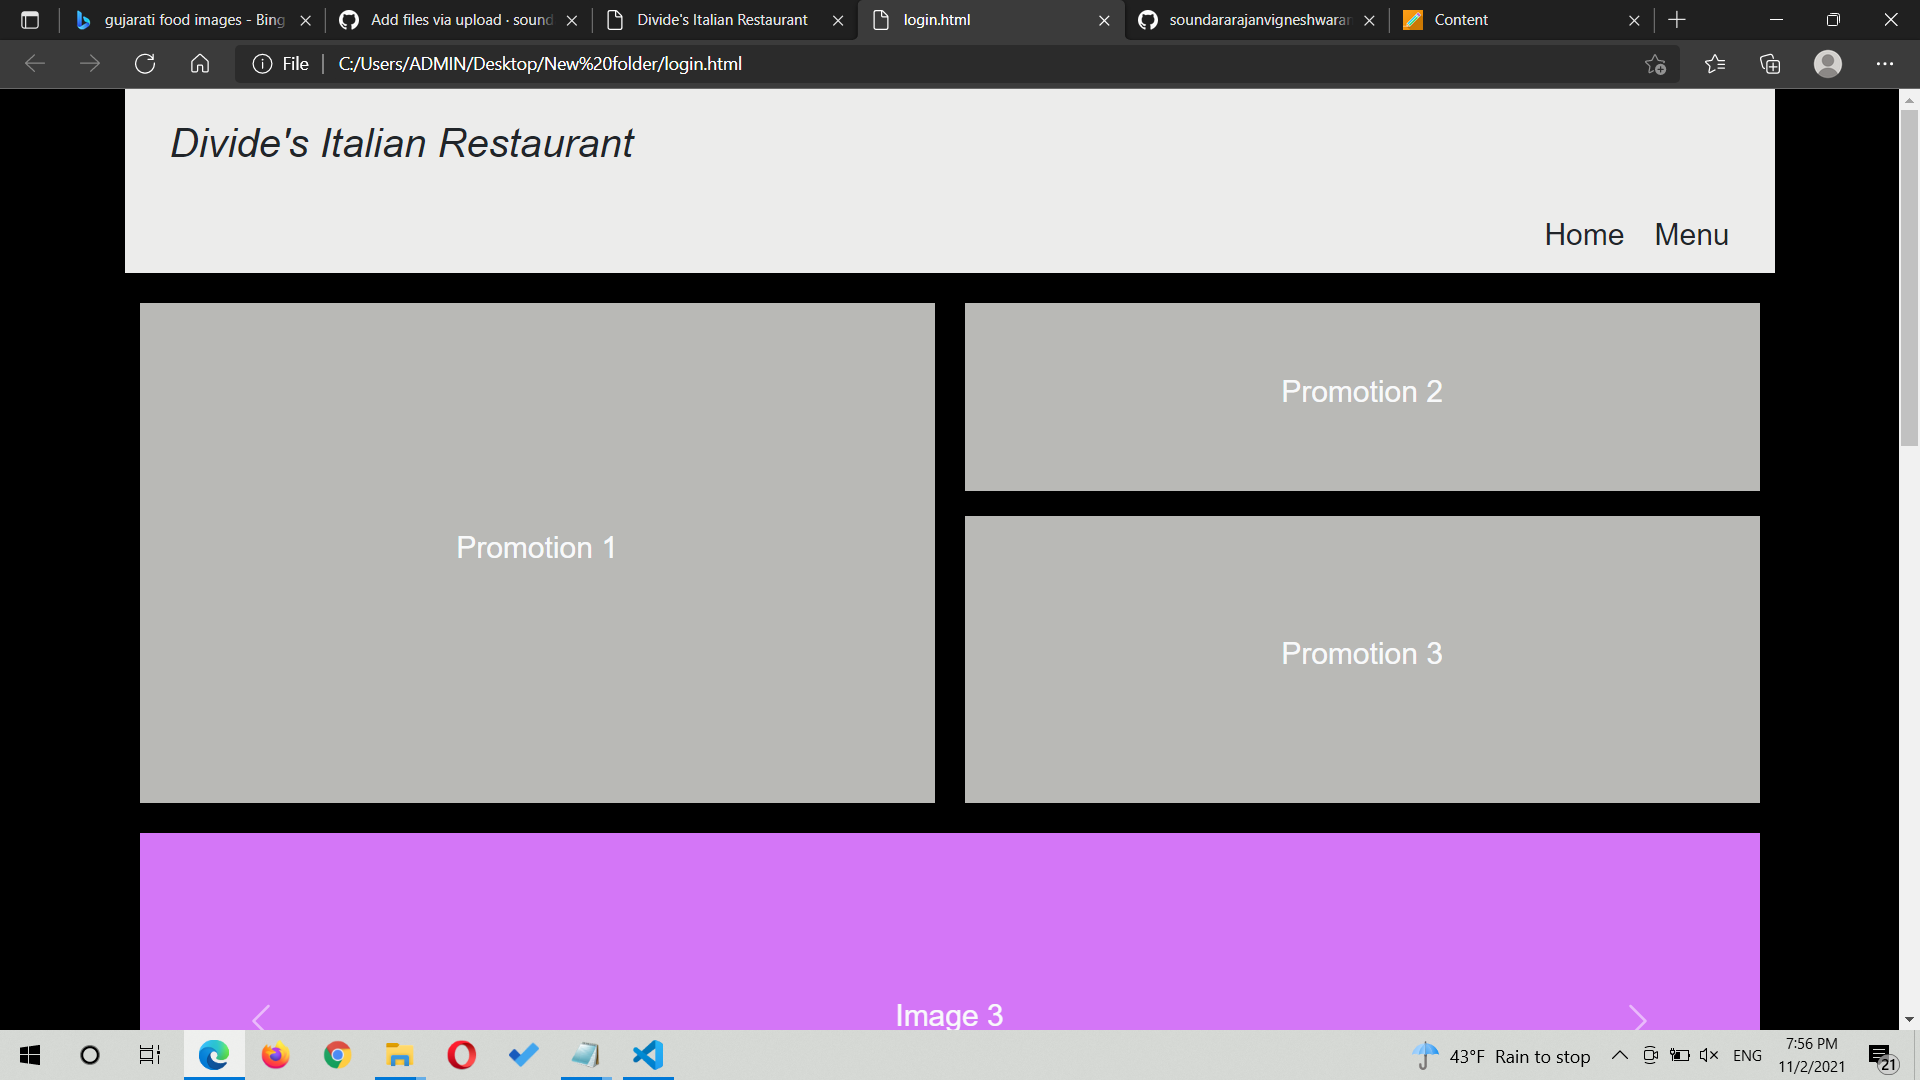 gujarati food images - Bing
Add files via upload · sound
Divide's Italian Restaurant
login.html
soundararajanvigneshwaran
Content
File
C:/Users/ADMIN/Desktop/New%20folder/login.html
Divide's Italian Restaurant
Home Menu
Promotion 1
Promotion 2
Promotion 3
Image 3
43°F Rain to stop
ENG
7:56 PM
11/2/2021
21